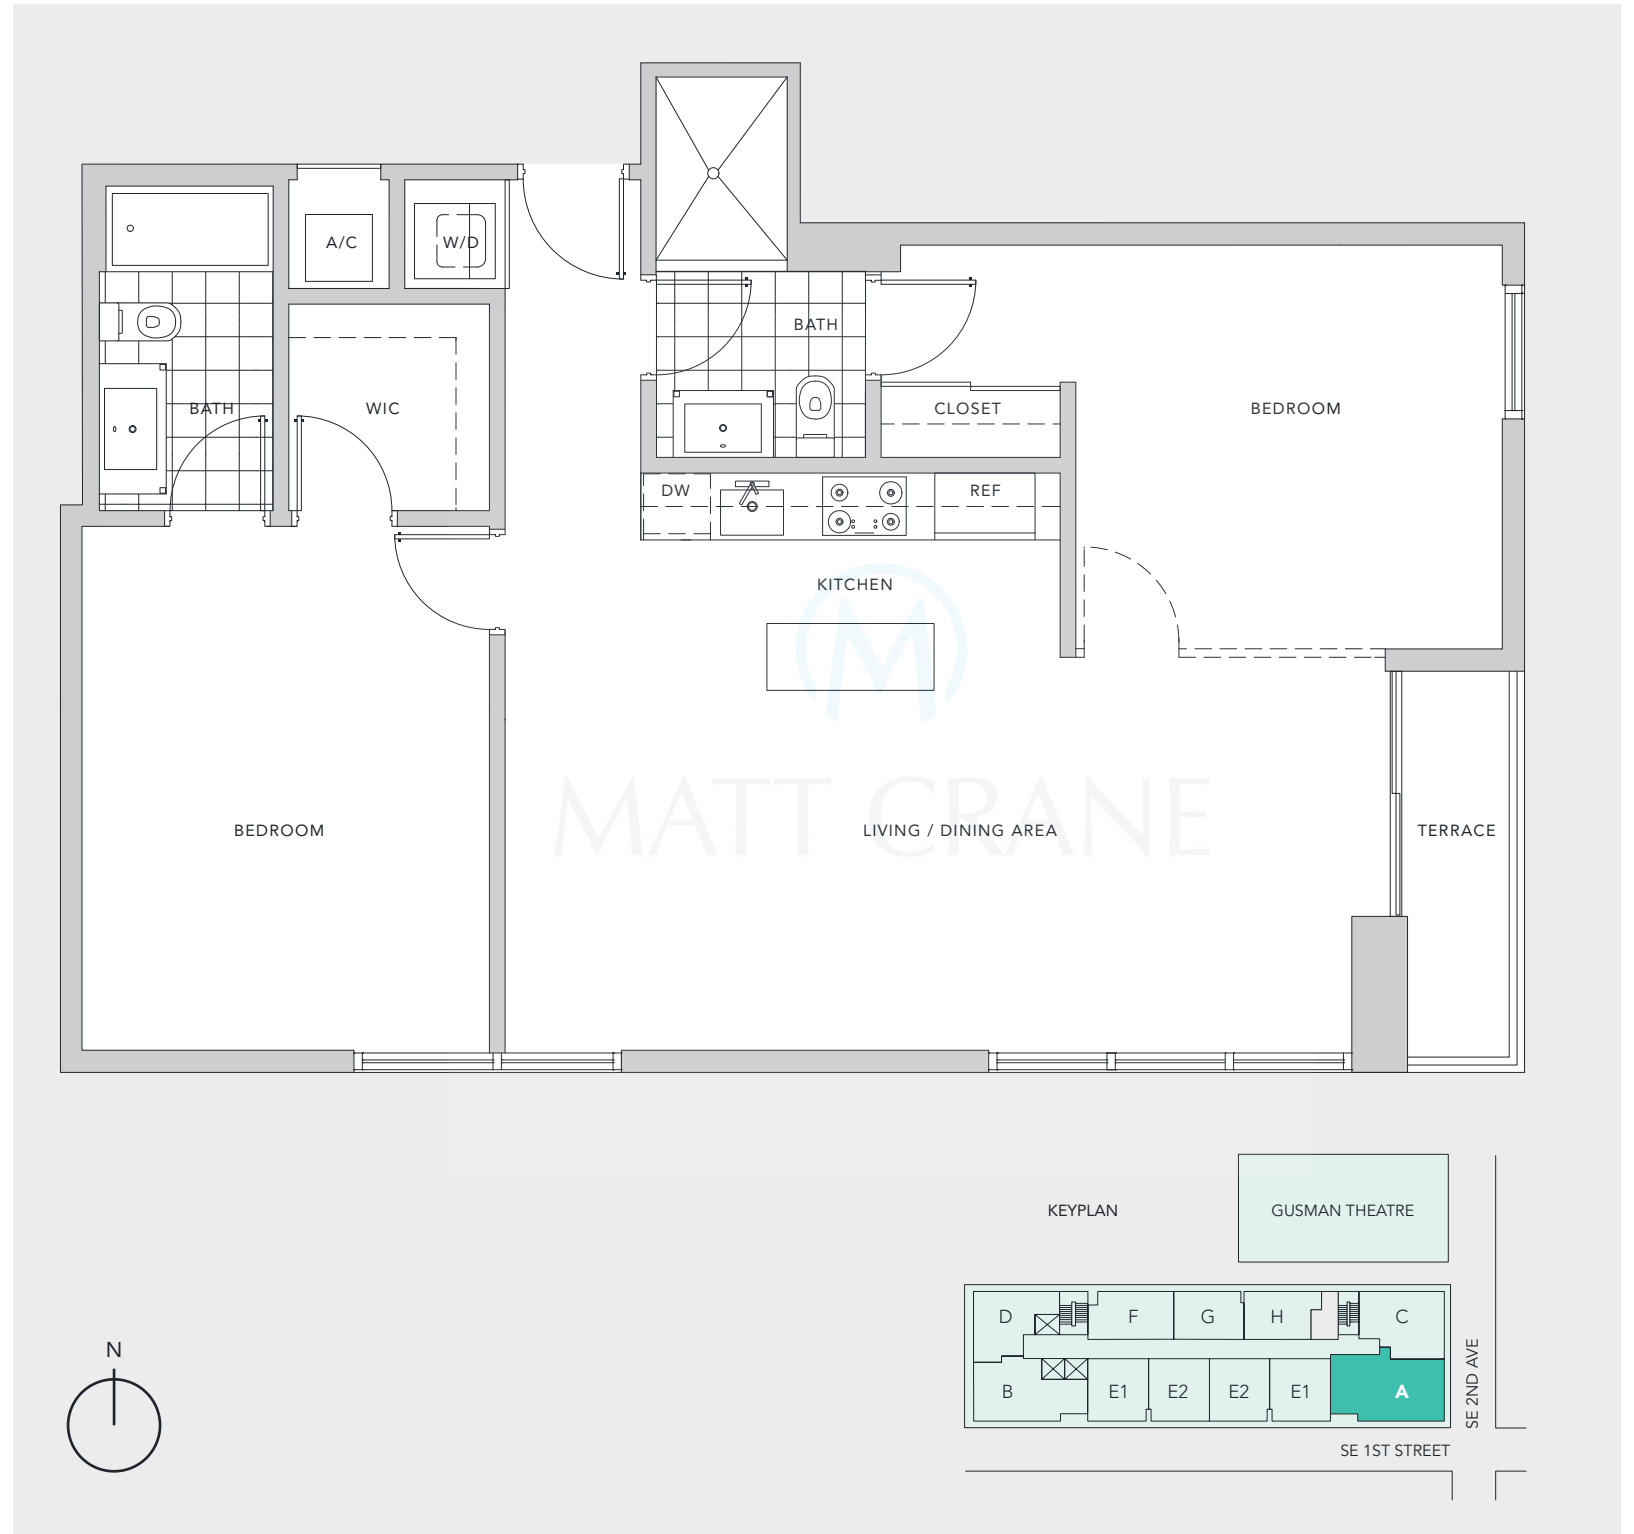 A/C
W/D
BATH
BATH
WIC
CLOSET
BEDROOM
DW
REF
KITCHEN
M
MATT CRANE
BEDROOM
LIVING / DINING AREA
TERRACE
KEYPLAN
GUSMAN THEATRE
D
F
G
H
C
B
E1
E2
E2
E1
A
SE 2ND AVE
SE 1ST STREET
N